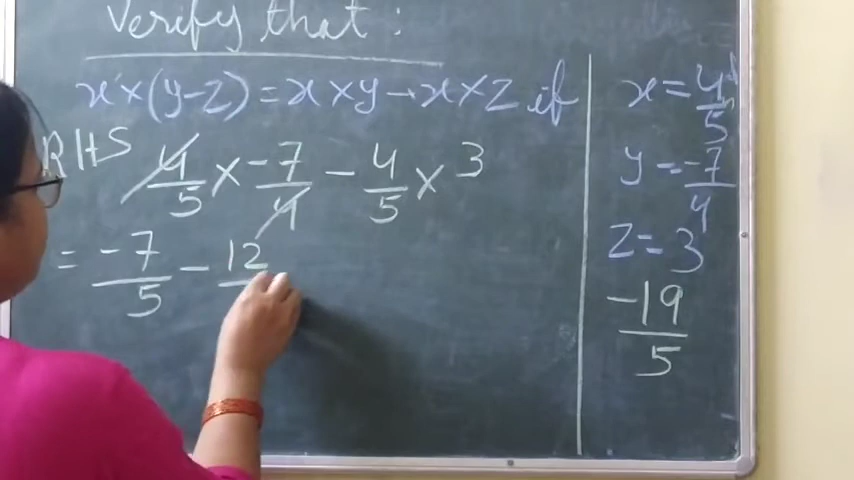 Verify that :
x × (y-z) = x × y - x × z if
RHS 4/5 × -7/4 - 4/5 × 3
= -7/5 - 12
x = 4/5
y = -7/4
z = 3
-19/5